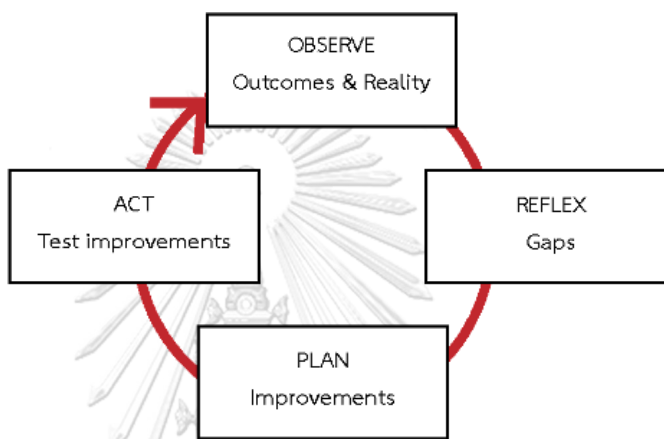 OBSERVE
Outcomes & Reality
REFLEX
Gaps
PLAN
Improvements
ACT
Test improvements